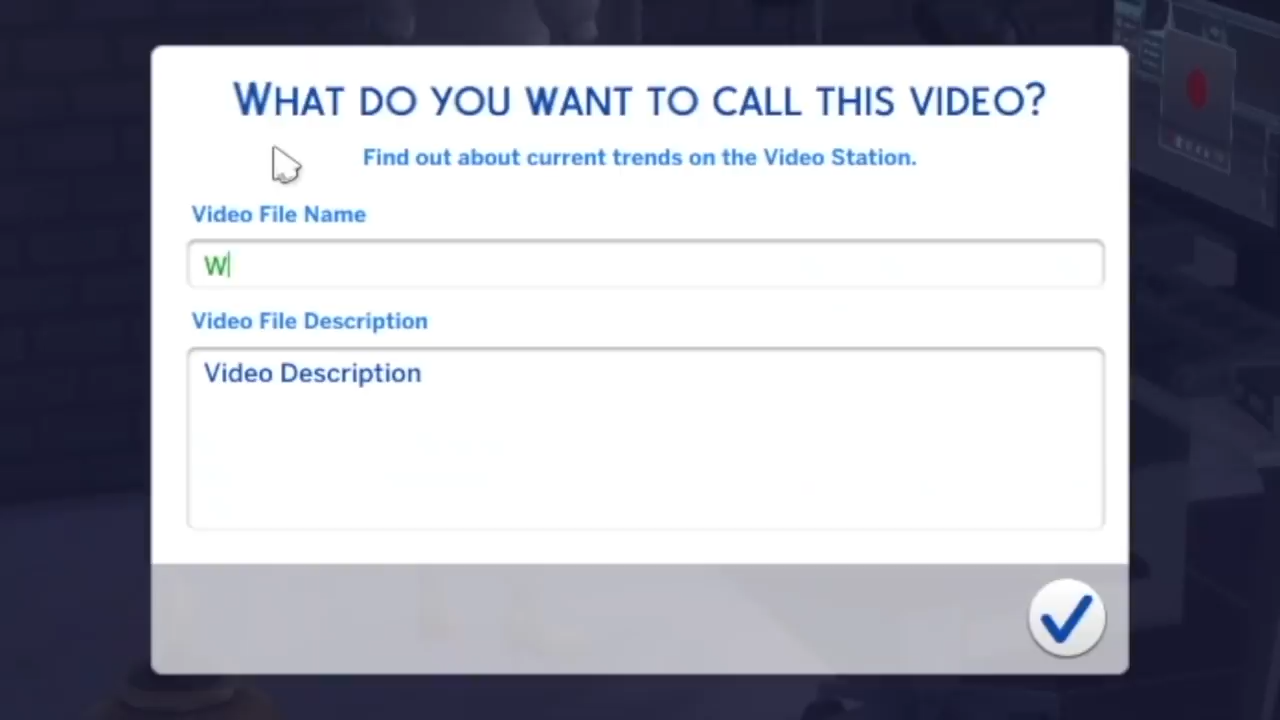 WHAT DO YOU WANT TO CALL THIS VIDEO?
Find out about current trends on the Video Station.
Video File Name
W
Video File Description
Video Description